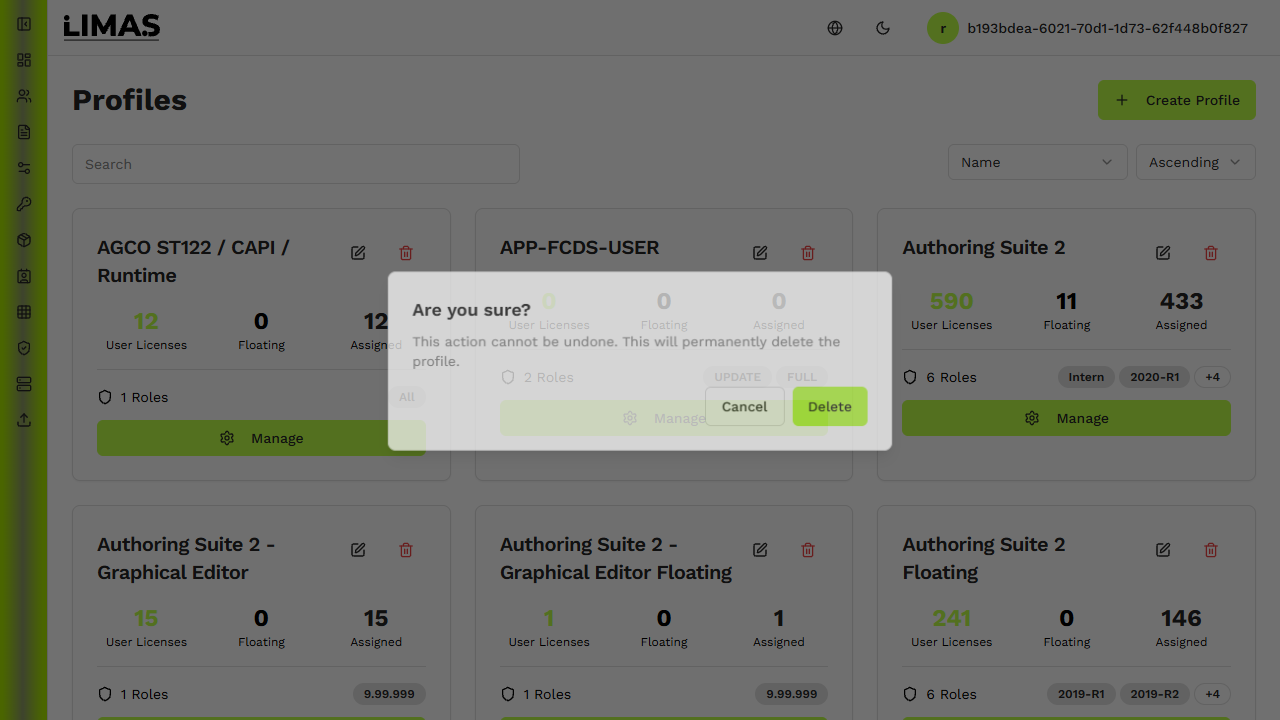 LIMAS
r b193bdea-6021-70d1-1d73-62f448b0f827
Profiles
Create Profile
Search
Name
Ascending
AGCO ST122 / CAPI /
Runtime
12 0 12
User Licenses Floating Assigned
1 Roles All
Manage
APP-FCDS-USER
0 0 0
User Licenses Floating Assigned
2 Roles UPDATE FULL
Manage
Authoring Suite 2
590 11 433
User Licenses Floating Assigned
6 Roles Intern 2020-R1 +4
Manage
Are you sure?
This action cannot be undone. This will permanently delete the
profile.
Cancel Delete
Authoring Suite 2 -
Graphical Editor
15 0 15
User Licenses Floating Assigned
1 Roles 9.99.999
Authoring Suite 2 -
Graphical Editor Floating
1 0 1
User Licenses Floating Assigned
1 Roles 9.99.999
Authoring Suite 2
Floating
241 0 146
User Licenses Floating Assigned
6 Roles 2019-R1 2019-R2 +4